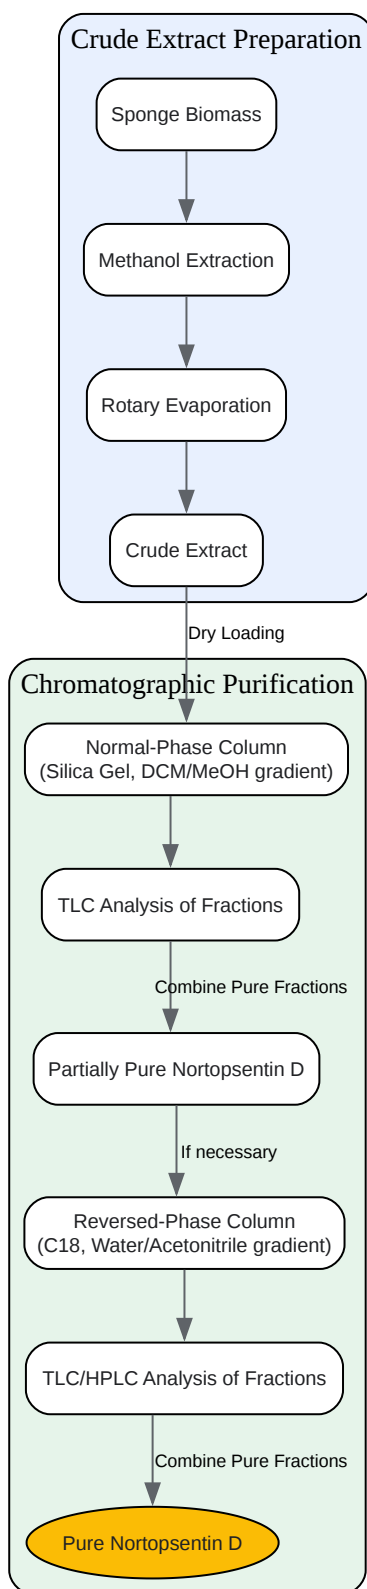 Crude Extract Preparation
Sponge Biomass
Methanol Extraction
Rotary Evaporation
Crude Extract
Dry Loading
Chromatographic Purification
Normal-Phase Column
(Silica Gel, DCM/MeOH gradient)
TLC Analysis of Fractions
Combine Pure Fractions
Partially Pure Nortopsentin D
If necessary
Reversed-Phase Column
(C18, Water/Acetonitrile gradient)
TLC/HPLC Analysis of Fractions
Combine Pure Fractions
Pure Nortopsentin D